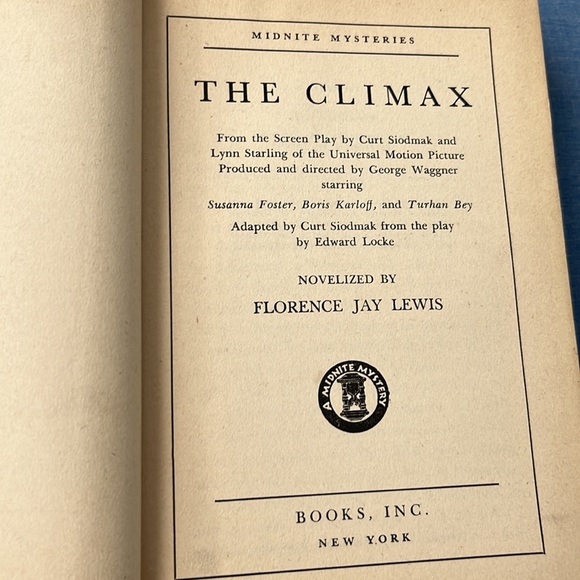 MIDNITE MYSTERIES
THE CLIMAX
From the Screen Play by Curt Siodmak and
Lynn Starling of the Universal Motion Picture
Produced and directed by George Waggner
starring
Susanna Foster, Boris Karloff, and Turhan Bey
Adapted by Curt Siodmak from the play
by Edward Locke
NOVELIZED BY
FLORENCE JAY LEWIS
A MIDNITE MYSTERY
BOOKS, INC.
NEW YORK